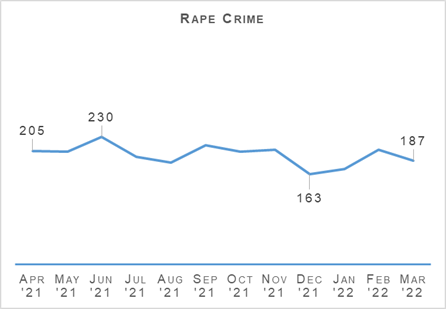 Rape Crime
230
205
187
163
Apr May Jun Jul Aug Sep Oct Nov Dec Jan Feb Mar
'21 '21 '21 '21 '21 '21 '21 '21 '21 '22 '22 '22